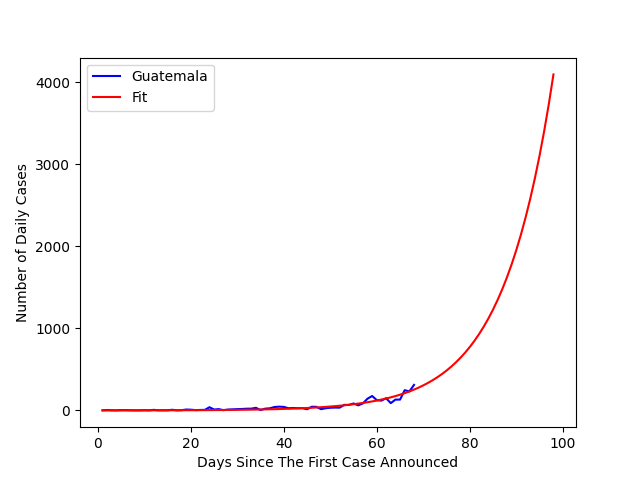 Guatemala
Fit
Number of Daily Cases
4000
3000
2000
1000
0
0 20 40 60 80 100
Days Since The First Case Announced